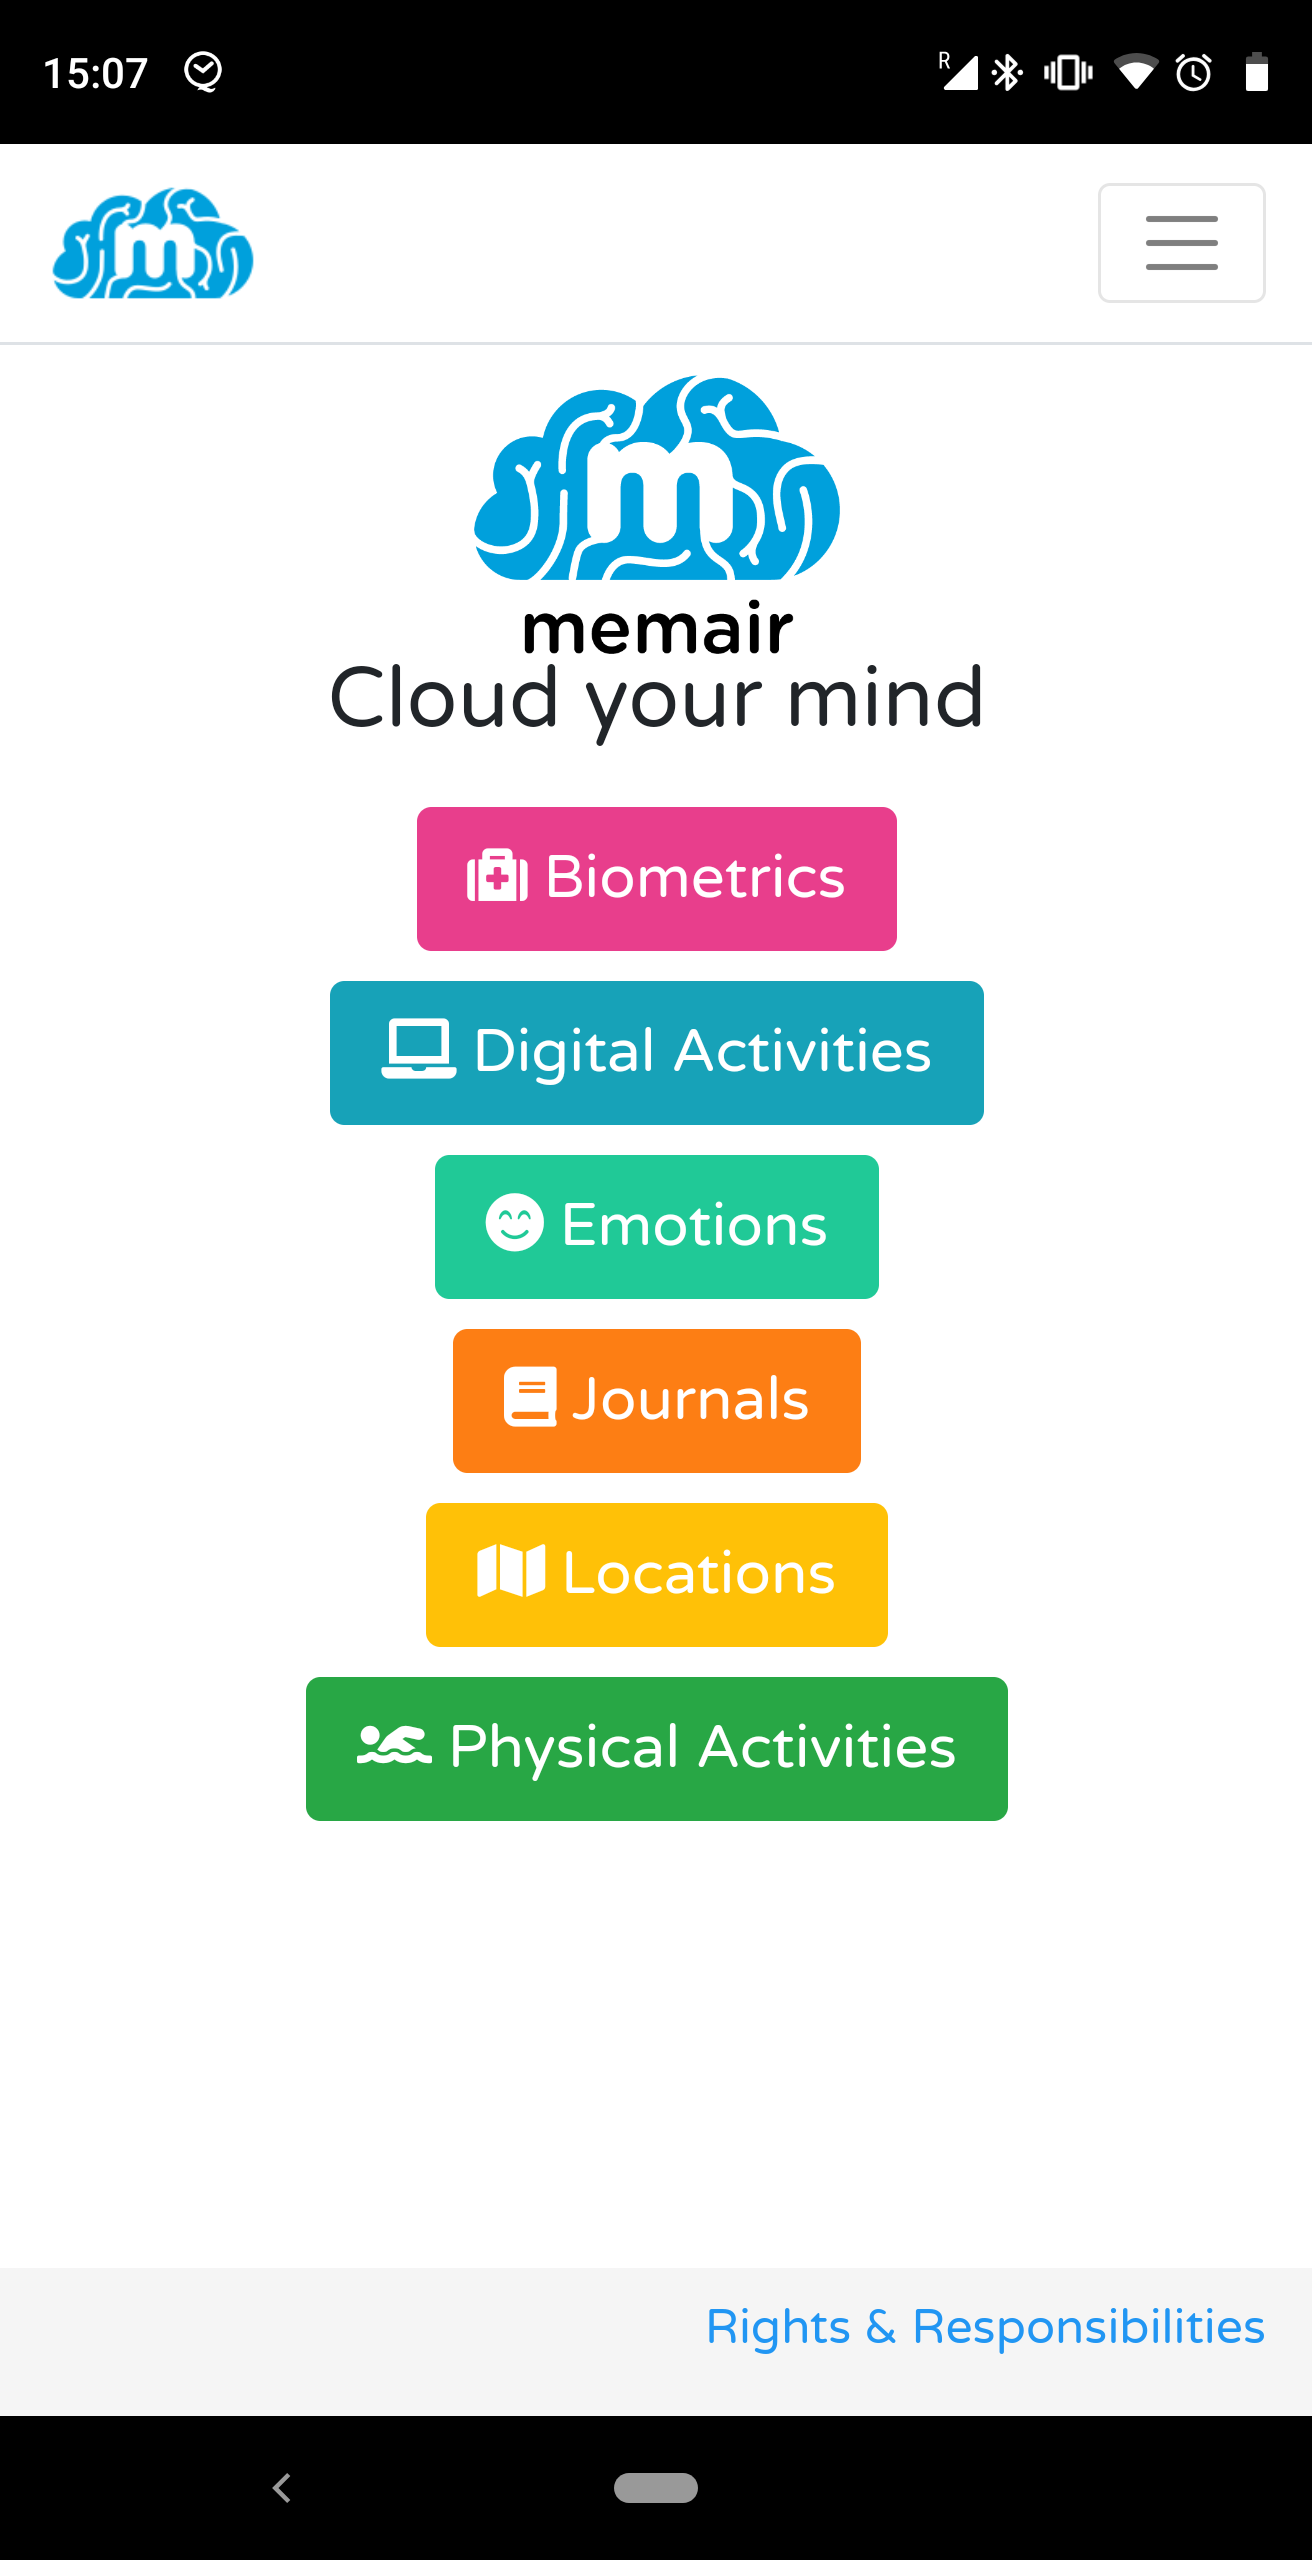 15:07
R
m
m
memair
Cloud your mind
Biometrics
Digital Activities
Emotions
Journals
Locations
Physical Activities
Rights & Responsibilities